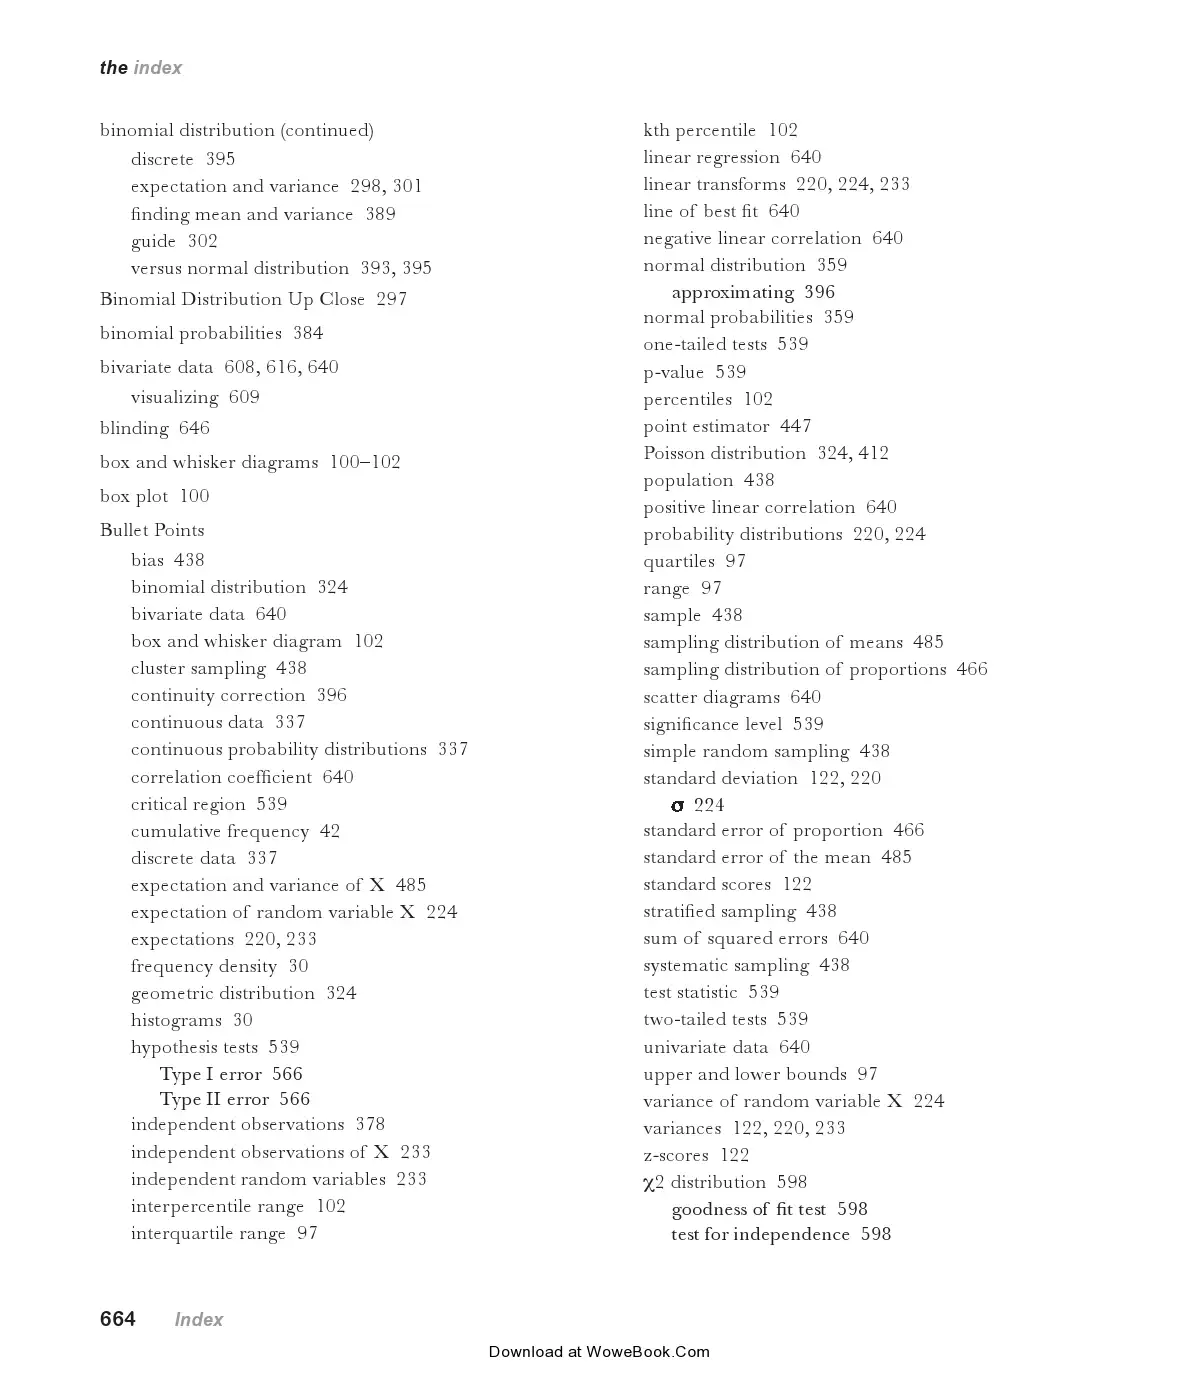 the index
binomial distribution (continued)
discrete 395
expectation and variance 298, 301
finding mean and variance 389
guide 302
versus normal distribution 393, 395
Binomial Distribution Up Close 297
binomial probabilities 384
bivariate data 608, 616, 640
visualizing 609
blinding 646
box and whisker diagrams 100–102
box plot 100
Bullet Points
bias 438
binomial distribution 324
bivariate data 640
box and whisker diagram 102
cluster sampling 438
continuity correction 396
continuous data 337
continuous probability distributions 337
correlation coefficient 640
critical region 539
cumulative frequency 42
discrete data 337
expectation and variance of X 485
expectation of random variable X 224
expectations 220, 233
frequency density 30
geometric distribution 324
histograms 30
hypothesis tests 539
Type I error 566
Type II error 566
independent observations 378
independent observations of X 233
independent random variables 233
interpercentile range 102
interquartile range 97
kth percentile 102
linear regression 640
linear transforms 220, 224, 233
line of best fit 640
negative linear correlation 640
normal distribution 359
approximating 396
normal probabilities 359
one-tailed tests 539
p-value 539
percentiles 102
point estimator 447
Poisson distribution 324, 412
population 438
positive linear correlation 640
probability distributions 220, 224
quartiles 97
range 97
sample 438
sampling distribution of means 485
sampling distribution of proportions 466
scatter diagrams 640
significance level 539
simple random sampling 438
standard deviation 122, 220
σ 224
standard error of proportion 466
standard error of the mean 485
standard scores 122
stratified sampling 438
sum of squared errors 640
systematic sampling 438
test statistic 539
two-tailed tests 539
univariate data 640
upper and lower bounds 97
variance of random variable X 224
variances 122, 220, 233
z-scores 122
χ2 distribution 598
goodness of fit test 598
test for independence 598
664 Index
Download at WoweBook.Com